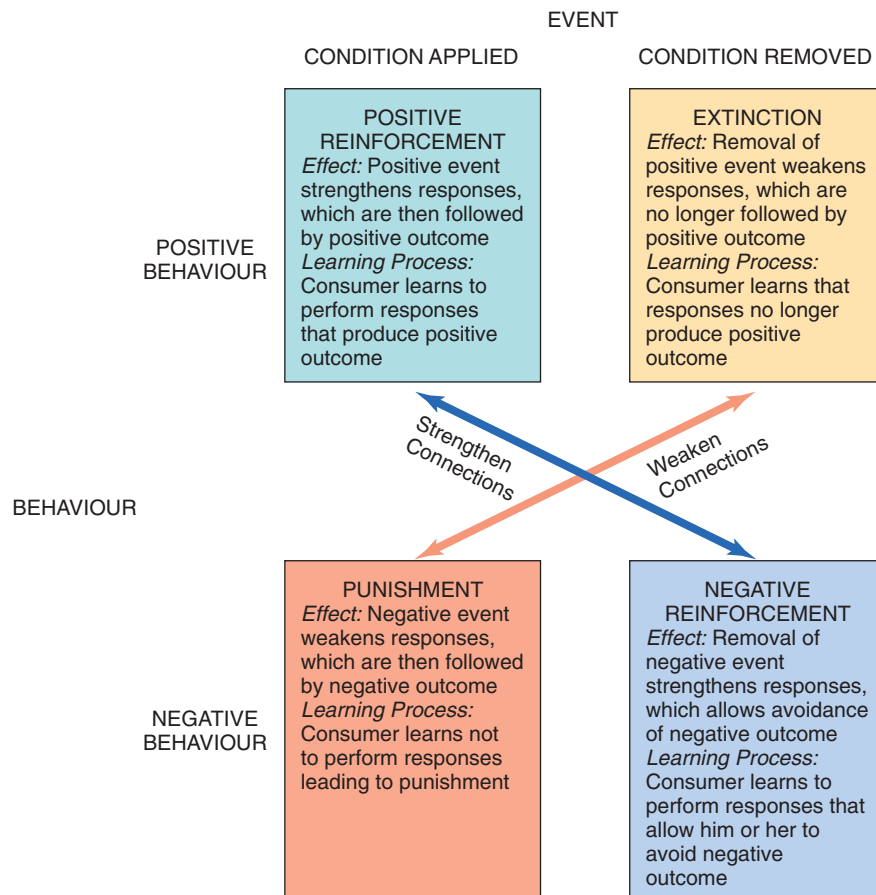 EVENT
CONDITION APPLIED
CONDITION REMOVED
POSITIVE
BEHAVIOUR
POSITIVE
REINFORCEMENT
Effect: Positive event
strengthens responses,
which are then followed
by positive outcome
Learning Process:
Consumer learns to
perform responses
that produce positive
outcome
EXTINCTION
Effect: Removal of
positive event weakens
responses, which are
no longer followed by
positive outcome
Learning Process:
Consumer learns that
responses no longer
produce positive
outcome
Strengthen
Connections
Weaken
Connections
BEHAVIOUR
NEGATIVE
BEHAVIOUR
PUNISHMENT
Effect: Negative event
weakens responses,
which are then followed
by negative outcome
Learning Process:
Consumer learns not
to perform responses
leading to punishment
NEGATIVE
REINFORCEMENT
Effect: Removal of
negative event
strengthens responses,
which allows avoidance
of negative outcome
Learning Process:
Consumer learns to
perform responses that
allow him or her to
avoid negative
outcome